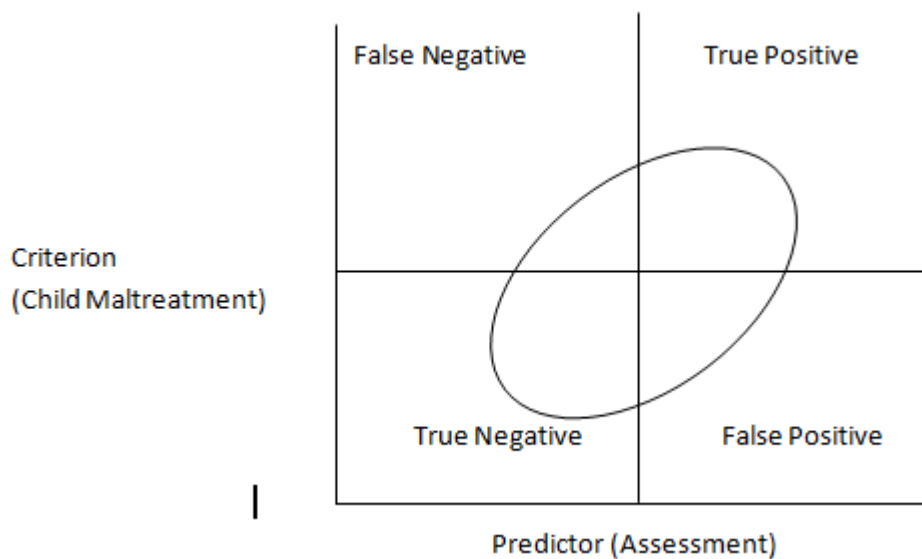 False Negative
True Positive
Criterion
(Child Maltreatment)
True Negative
False Positive
Predictor (Assessment)